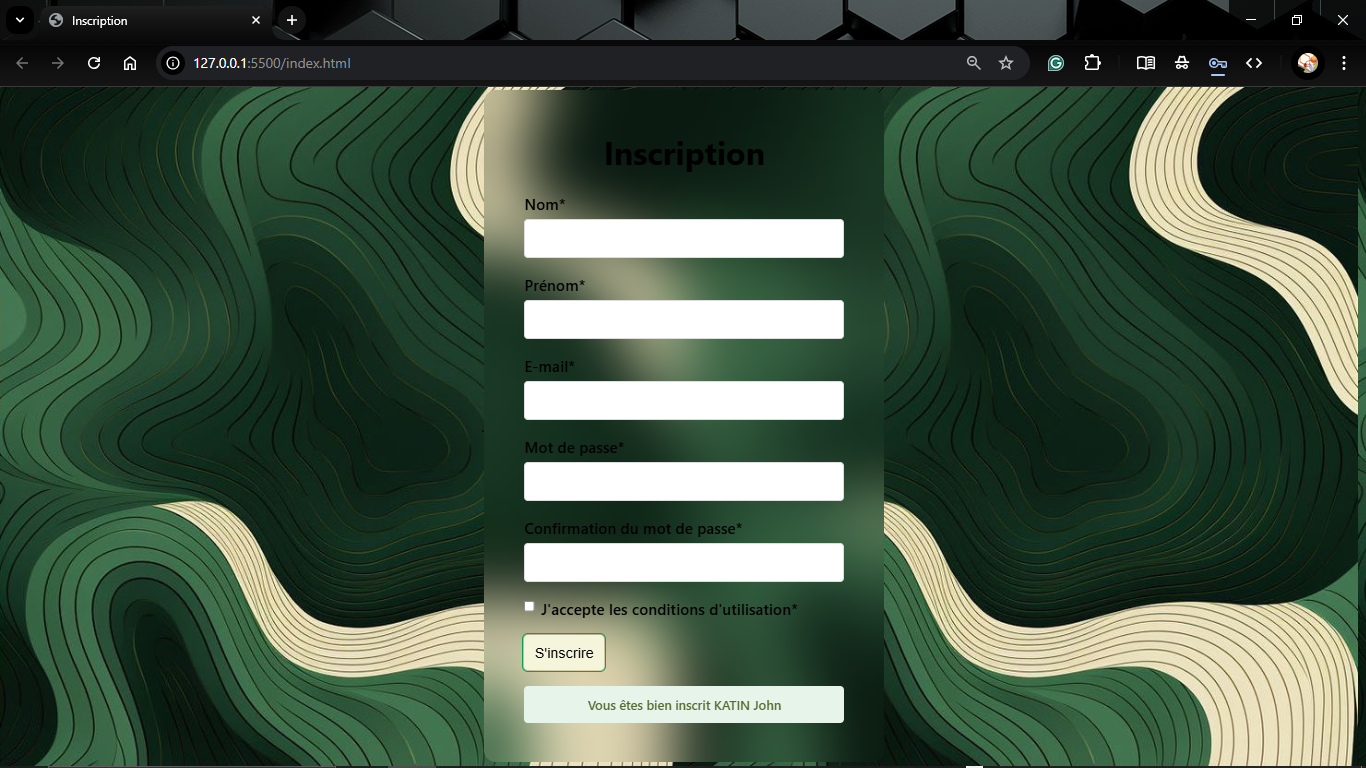 Inscription
127.0.0.1:5500/index.html
Inscription
Nom*
Prénom*
E-mail*
Mot de passe*
Confirmation du mot de passe*
J'accepte les conditions d'utilisation*
S'inscrire
Vous êtes bien inscrit KATIN John